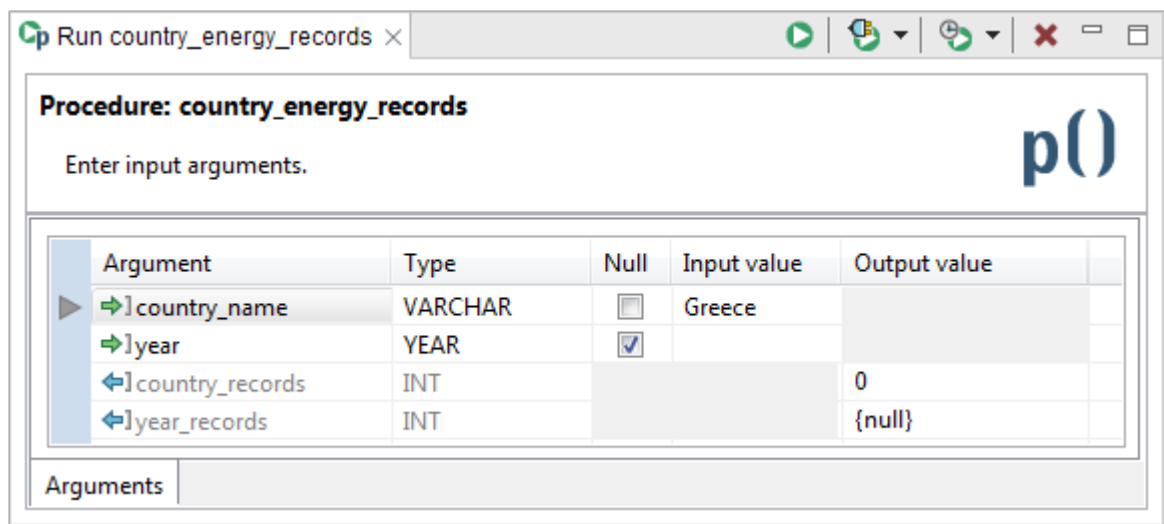 Run country_energy_records
Procedure: country_energy_records
Enter input arguments.
p()
Argument Type Null Input value Output value
country_name VARCHAR Greece
year YEAR
country_records INT 0
year_records INT {null}
Arguments